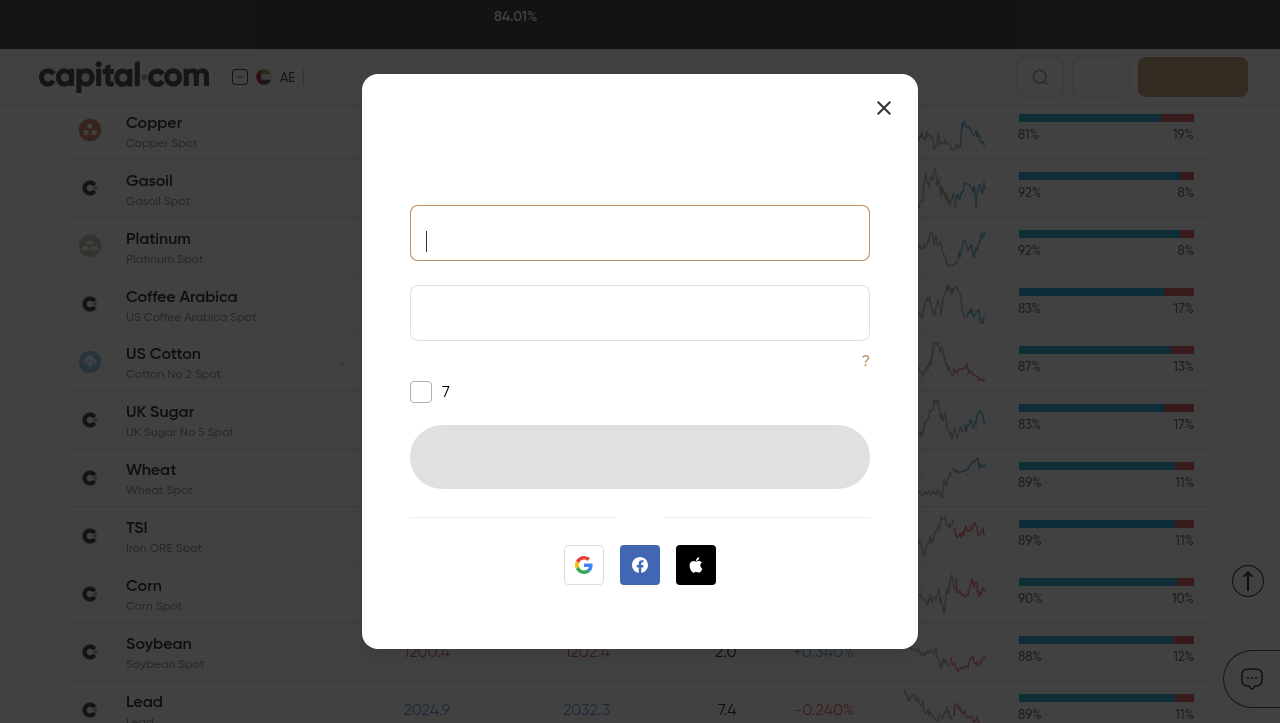 84.01%
capital.com
AE
Copper
Copper Spot
81% 19%
Gasoil
Gasoil Spot
92% 8%
Platinum
Platinum Spot
92% 8%
Coffee Arabica
US Coffee Arabica Spot
83% 17%
?
US Cotton
Cotton No 2 Spot
-
87% 13%
7
UK Sugar
UK Sugar No 5 Spot
83% 17%
Wheat
Wheat Spot
89% 11%
TSI
Iron ORE Spot
89% 11%
Corn
Corn Spot
90% 10%
Soybean
Soybean Spot
1200.4 1202.4 2.0 +0.340%
88% 12%
Lead
Lead
2024.9 2032.3 7.4 -0.240%
89% 11%